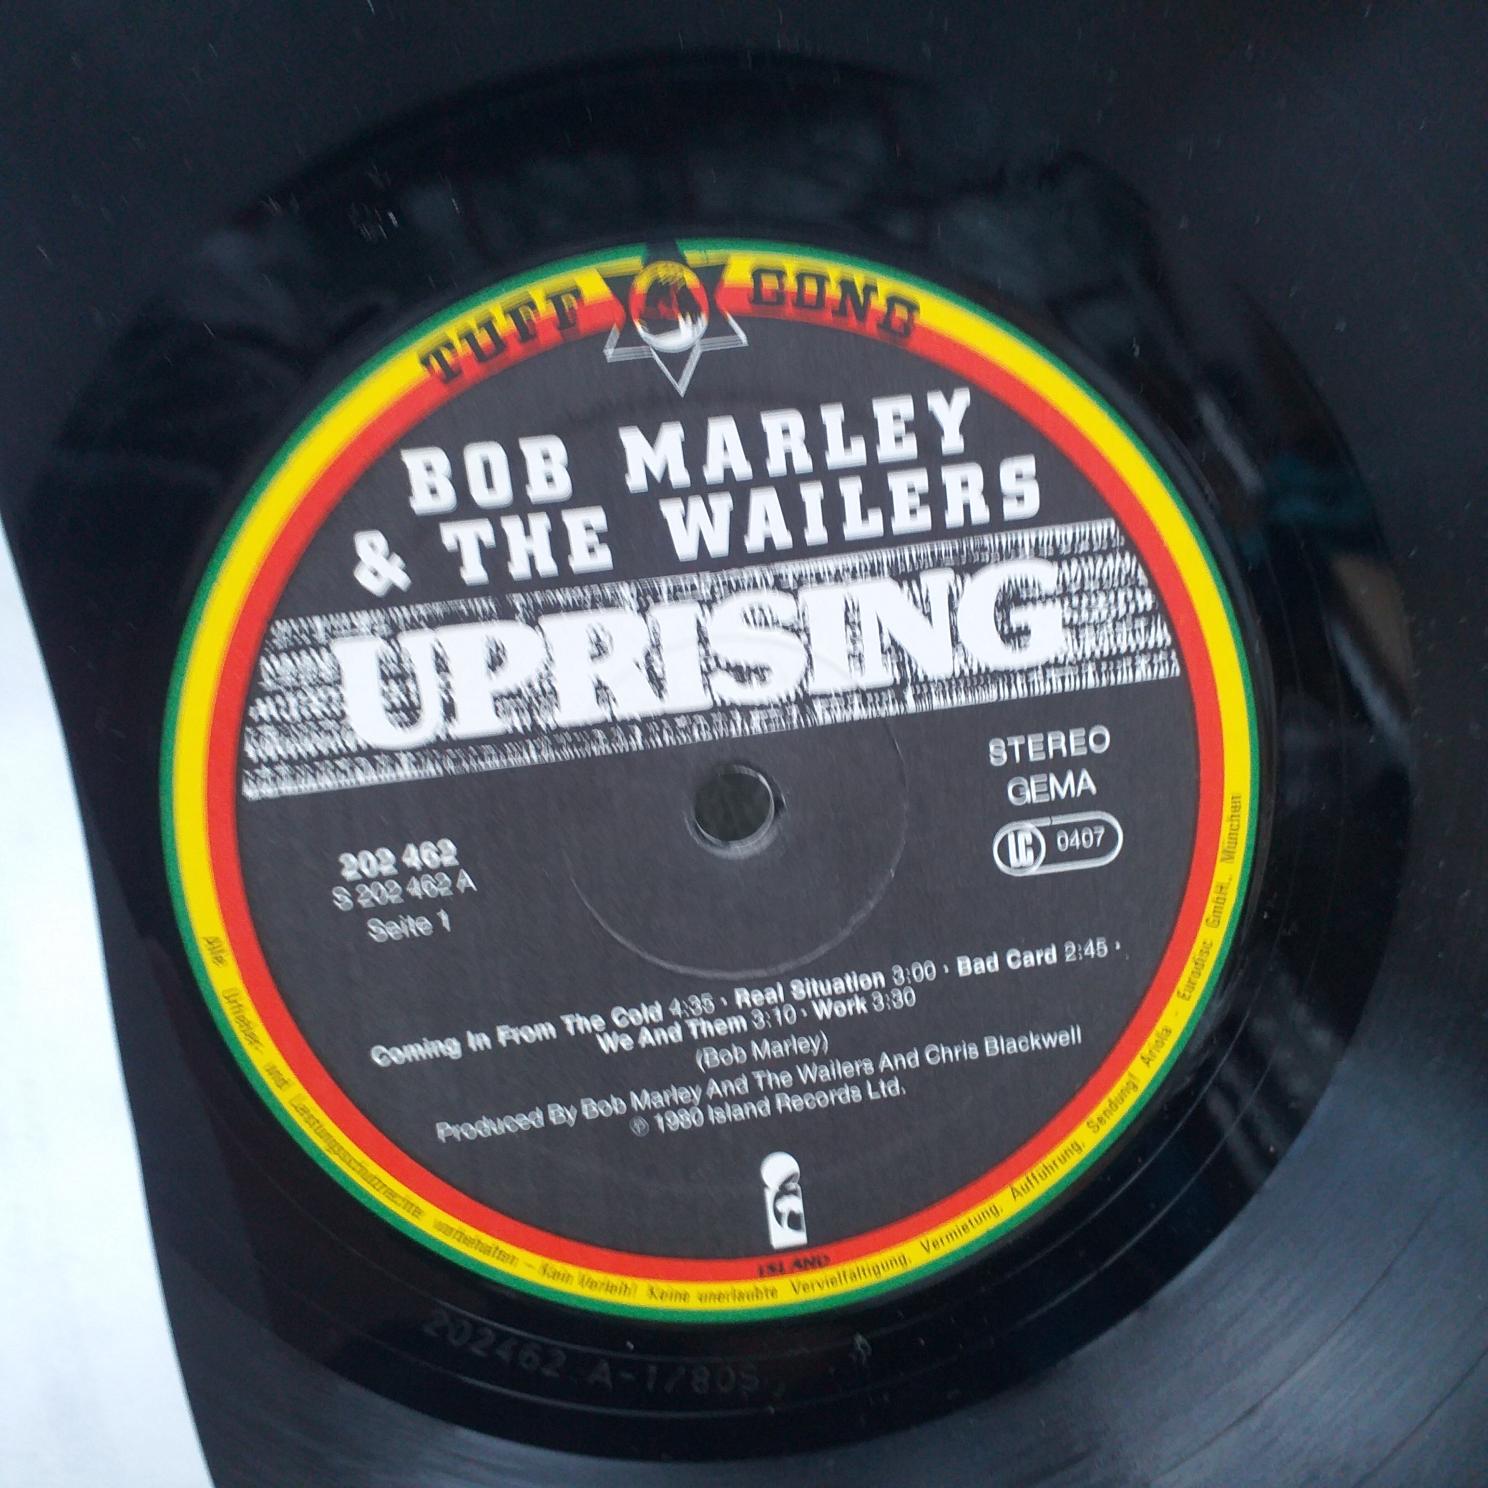 TUFF GONG
BOB MARLEY
& THE WAILERS
UPRISING
STEREO
GEMA
LC 0407
202 462
S 202 462 A
Seite 1
Coming In From The Cold 4:35 · Real Situation 3:00 · Bad Card 2:45 ·
We And Them 3:10 · Work 3:30
(Bob Marley)
Produced By Bob Marley And The Wailers And Chris Blackwell
℗ 1980 Island Records Ltd.
ISLAND
Alle Urheber- und Leistungsschutzrechte vorbehalten – Kein Verleih! Keine unerlaubte Vervielfältigung, Vermietung, Aufführung, Sendung! Ariola – Eurodisc GmbH., München
202462 A-1/80S